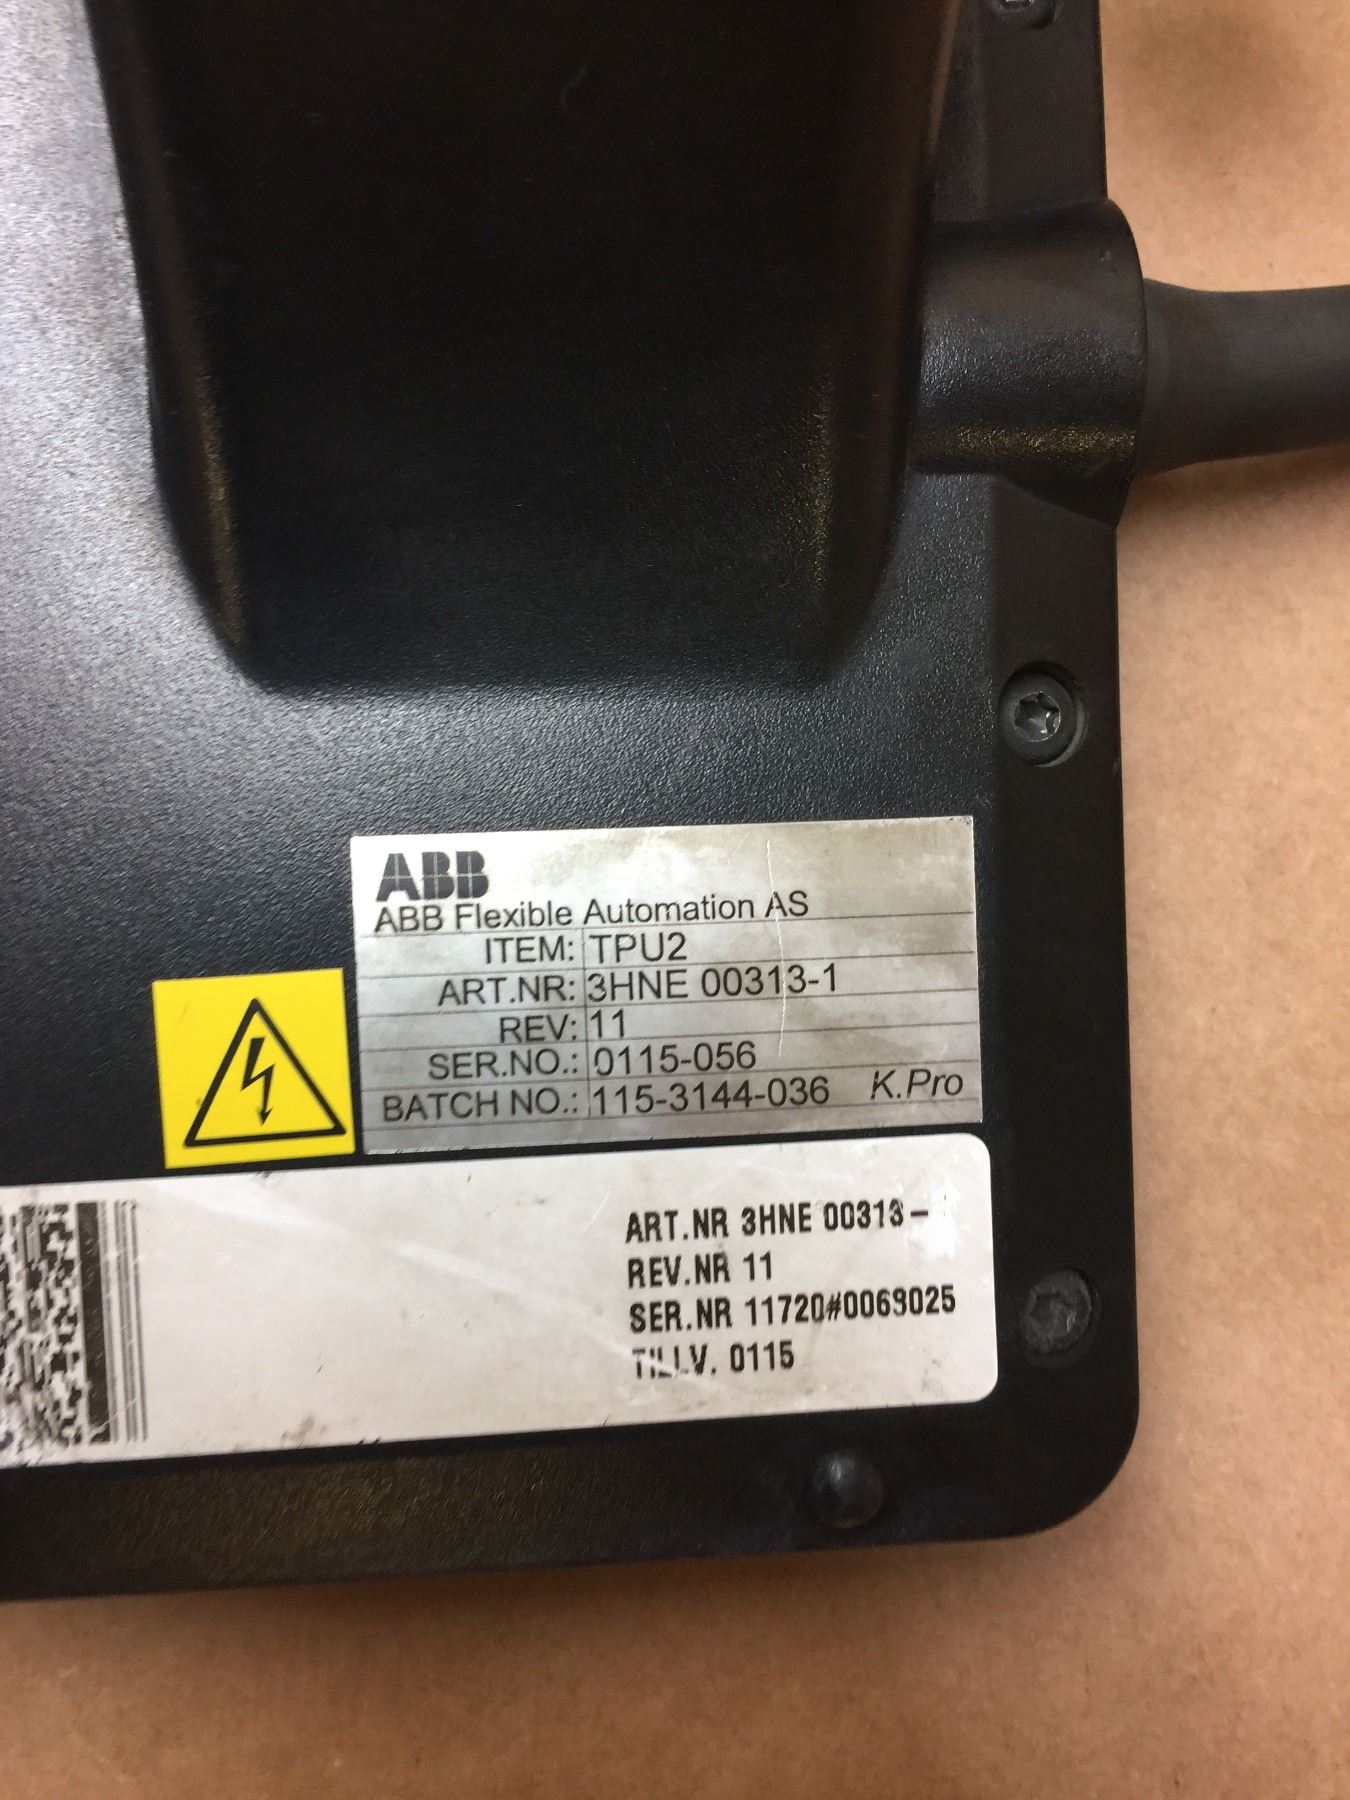 ABB
ABB Flexible Automation AS
ITEM: TPU2
ART.NR: 3HNE 00313-1
REV: 11
SER.NO.: 0115-056
BATCH NO.: 115-3144-036 K.Pro
ART.NR 3HNE 00313-
REV.NR 11
SER.NR 11720#0069025
TILLV. 0115